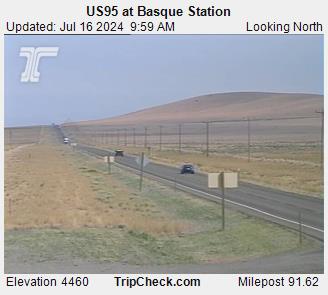 US95 at Basque Station
Updated: Jul 16 2024 9:59 AM Looking North
Elevation 4460 TripCheck.com Milepost 91.62